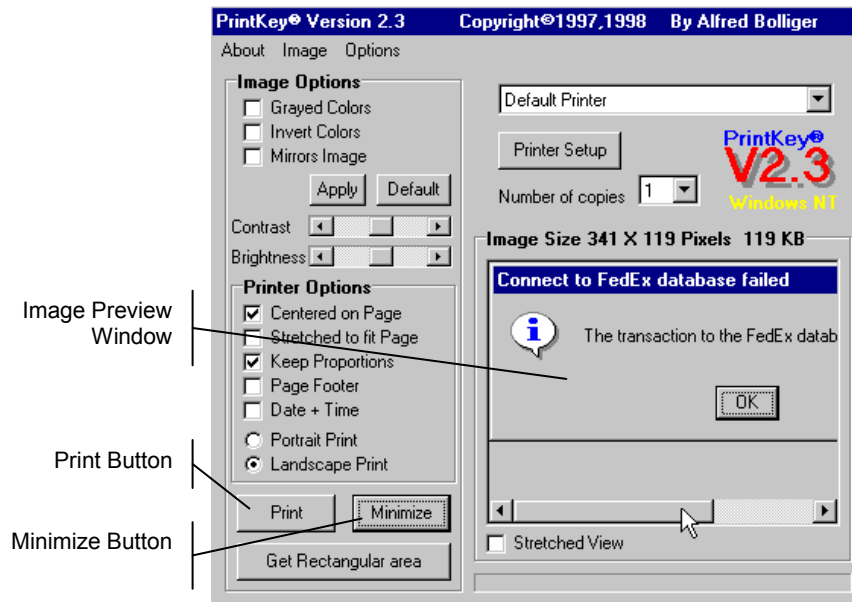 PrintKey® Version 2.3 Copyright©1997,1998 By Alfred Bolliger
About Image Options
Image Options
Grayed Colors
Invert Colors
Mirrors Image
Apply Default
Contrast
Brightness
Printer Options
Centered on Page
Stretched to fit Page
Keep Proportions
Page Footer
Date + Time
Portrait Print
Landscape Print
Print Minimize
Get Rectangular area
Default Printer
Printer Setup
Number of copies 1
PrintKey®
V2.3
Windows NT
Image Size 341 X 119 Pixels 119 KB
Connect to FedEx database failed
The transaction to the FedEx datab
OK
Stretched View
Image Preview
Window
Print Button
Minimize Button